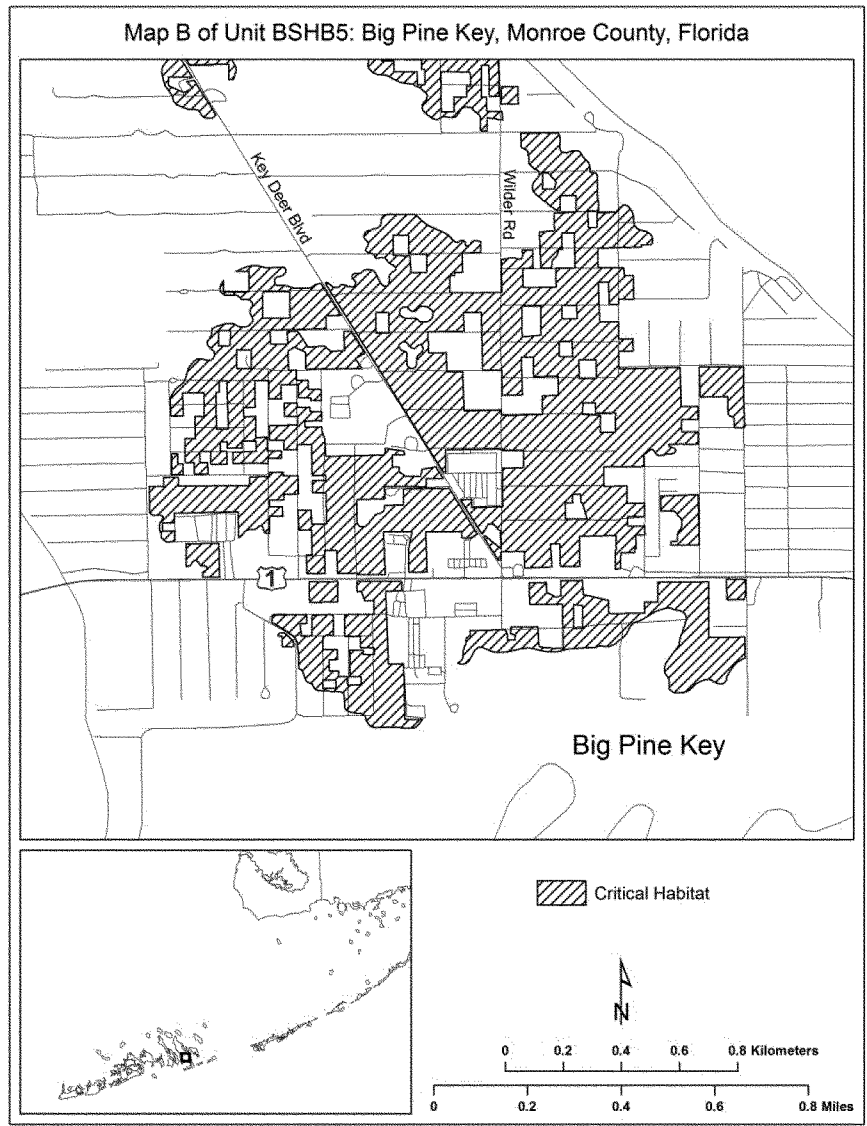 Map B of Unit BSHB5: Big Pine Key, Monroe County, Florida
Key Deer Blvd
Wilder Rd
1
Big Pine Key
Critical Habitat
N
0 0.2 0.4 0.6 0.8 Kilometers
0 0.2 0.4 0.6 0.8 Miles